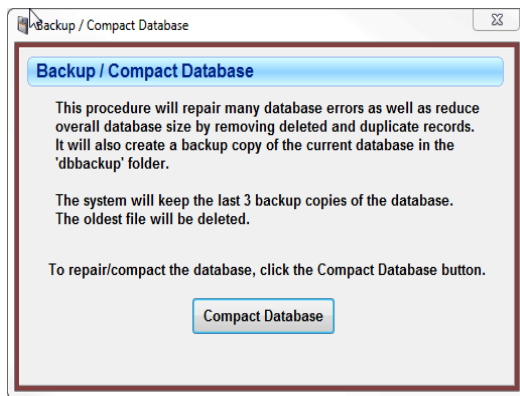 Backup / Compact Database
Backup / Compact Database
This procedure will repair many database errors as well as reduce
overall database size by removing deleted and duplicate records.
It will also create a backup copy of the current database in the
'dbbackup' folder.
The system will keep the last 3 backup copies of the database.
The oldest file will be deleted.
To repair/compact the database, click the Compact Database button.
Compact Database